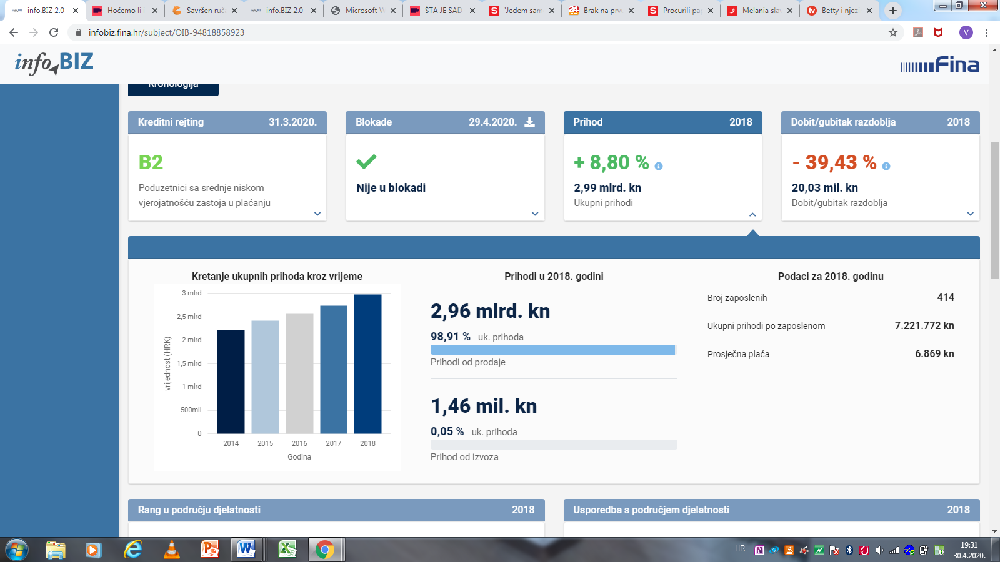 info.BIZ 2.0
Hoćemo li i
Savršen ruč
info.BIZ 2.0
Microsoft W
ŠTA JE SAD
'Jedem sam
Brak na prv
Procurili pa
Melania sla
Betty i njez
infobiz.fina.hr/subject/OIB-94818858923
V
info.BIZ
Fina
Kronologija
Kreditni rejting 31.3.2020.
B2
Poduzetnici sa srednje niskom
vjerojatnošću zastoja u plaćanju
Blokade 29.4.2020.
Nije u blokadi
Prihod 2018
+ 8,80 %
2,99 mlrd. kn
Ukupni prihodi
Dobit/gubitak razdoblja 2018
- 39,43 %
20,03 mil. kn
Dobit/gubitak razdoblja
Kretanje ukupnih prihoda kroz vrijeme
3 mlrd
2,5 mlrd
2 mlrd
1,5 mlrd
1 mlrd
500mil
0
vrijednost (HRK)
2014 2015 2016 2017 2018
Godina
Prihodi u 2018. godini
2,96 mlrd. kn
98,91 % uk. prihoda
Prihodi od prodaje
1,46 mil. kn
0,05 % uk. prihoda
Prihod od izvoza
Podaci za 2018. godinu
Broj zaposlenih 414
Ukupni prihodi po zaposlenom 7.221.772 kn
Prosječna plaća 6.869 kn
Rang u području djelatnosti 2018
Usporedba s područjem djelatnosti 2018
HR
19:31
30.4.2020.